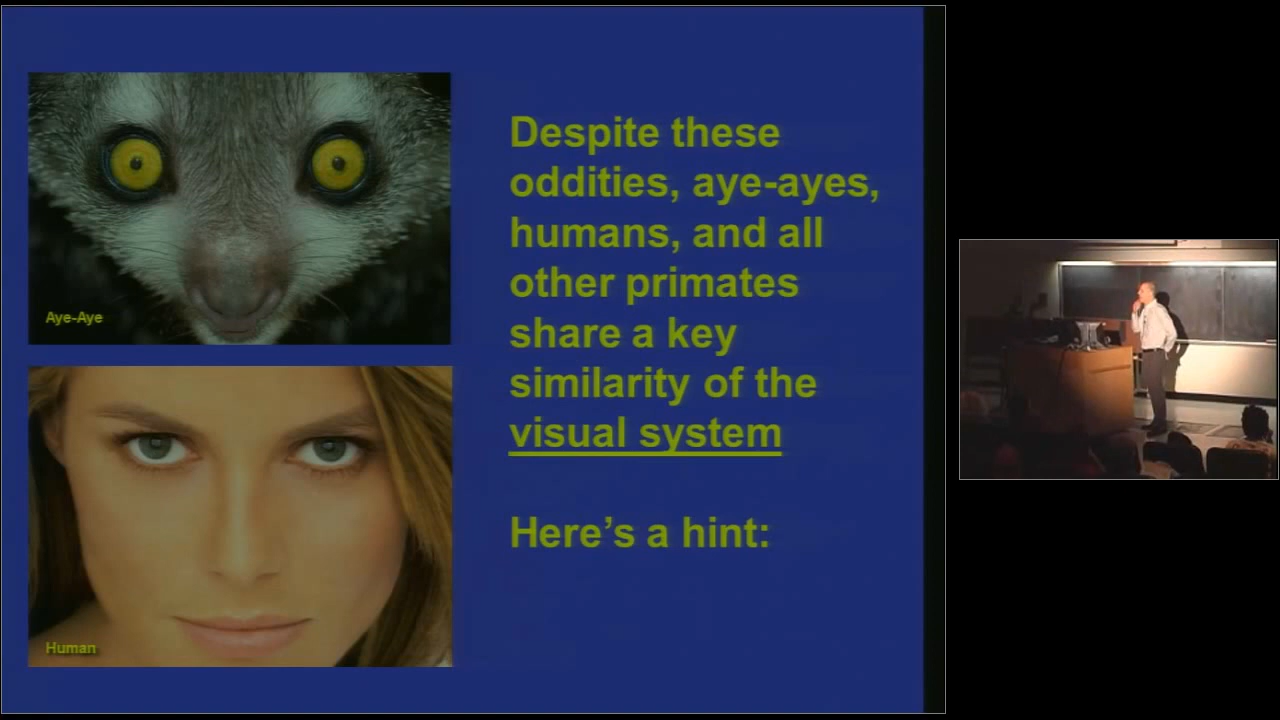 Despite these
oddities, aye-ayes,
humans, and all
other primates
share a key
similarity of the
visual system
Here’s a hint:
Aye-Aye
Human